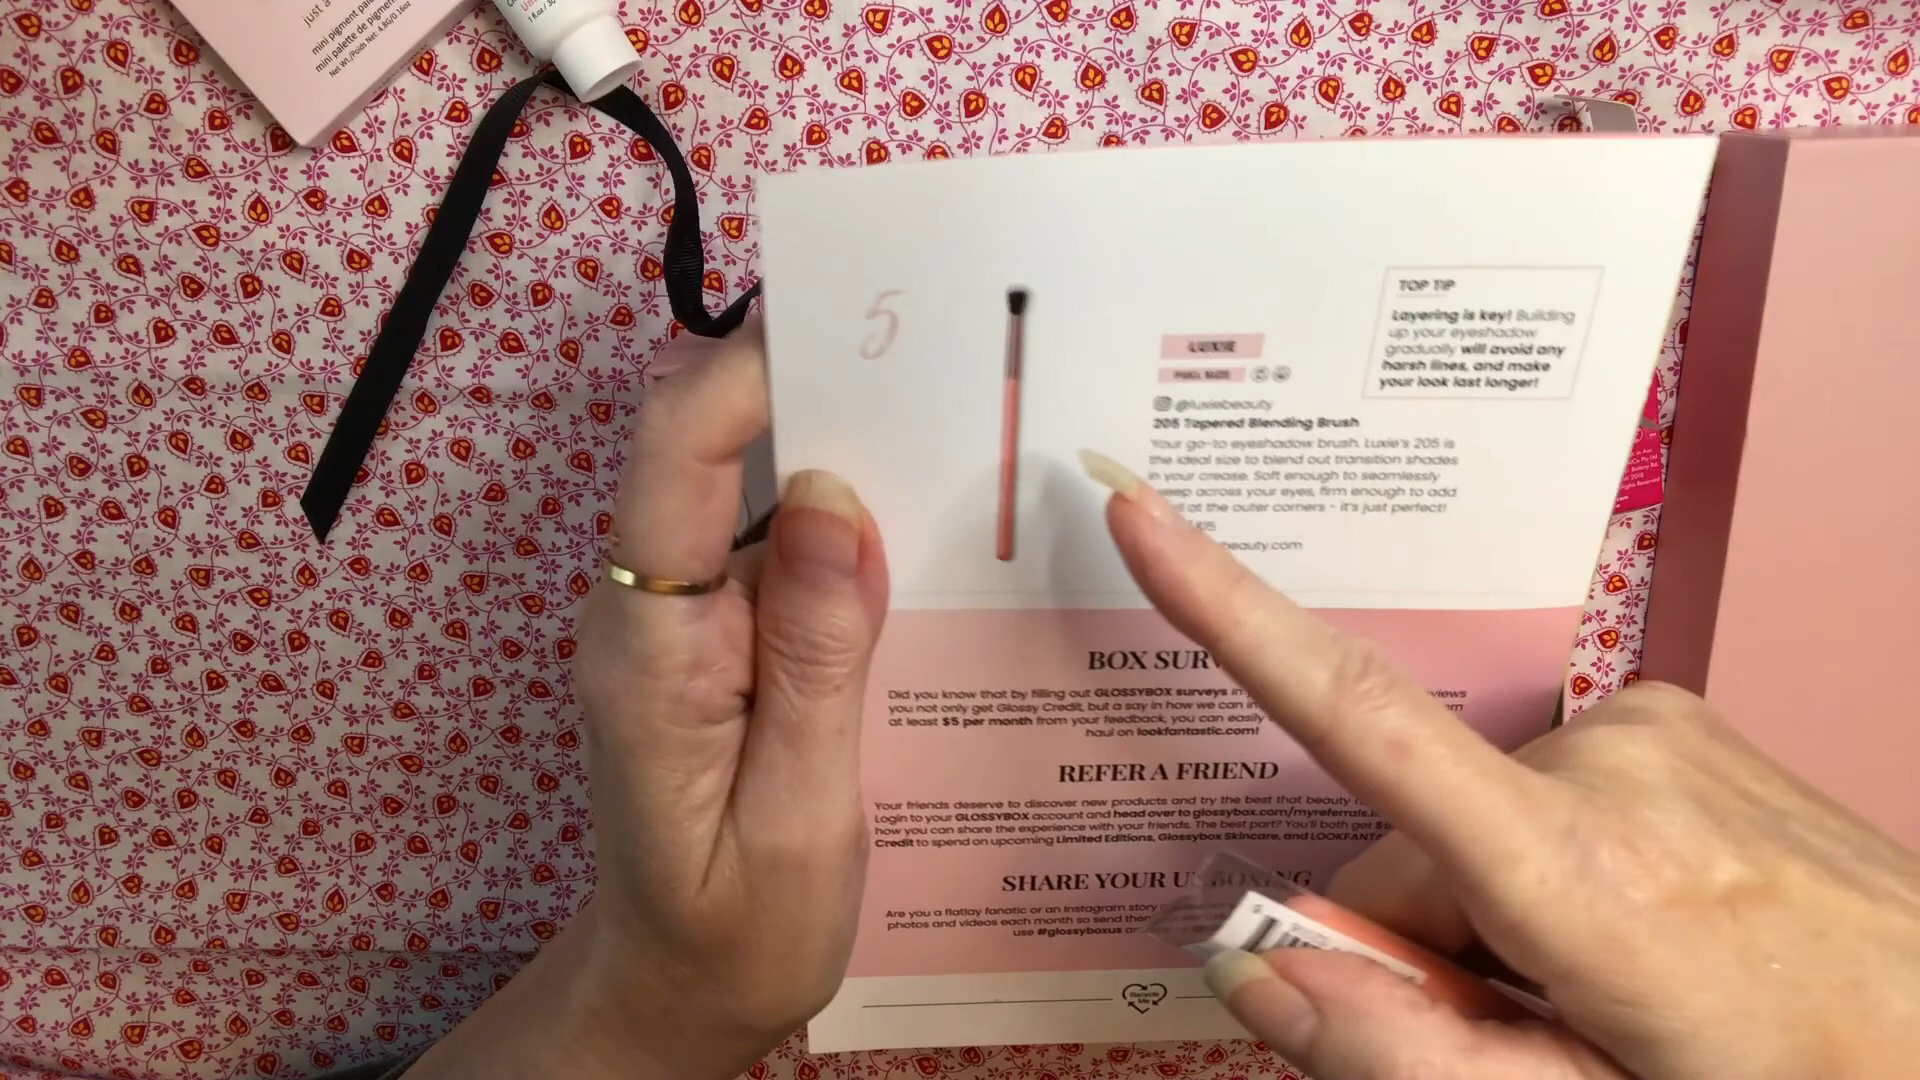 just a
mini pigment pale
mini palette de pigmen
Net Wt./Poids Net: 4.8G/0.16oz
5
LUXIE
FULL SIZE
@luxiebeauty
205 Tapered Blending Brush
Your go-to eyeshadow brush. Luxie's 205 is
the ideal size to blend out transition shades
in your crease. Soft enough to seamlessly
across your eyes, firm enough to add
at the outer corners - it's just perfect!
$15
beauty.com
TOP TIP
Layering is key! Building
up your eyeshadow
gradually will avoid any
harsh lines, and make
your look last longer!
BOX SURV
Did you know that by filling out GLOSSYBOX surveys in
you not only get Glossy Credit, but a say in how we can
at least $5 per month from your feedback, you can easily
haul on lookfantastic.com!
REFER A FRIEND
Your friends deserve to discover new products and try the best that beauty
Login to your GLOSSYBOX account and head over to glossybox.com/myreferrals.
how you can share the experience with your friends. The best part? You'll both get
Credit to spend on upcoming Limited Editions, Glossybox Skincare, and LOOKFANTA
SHARE YOUR UNBOXING
Are you a flatlay fanatic or an Instagram story
photos and videos each month so send them
use #glossyboxus
Recycle
Me